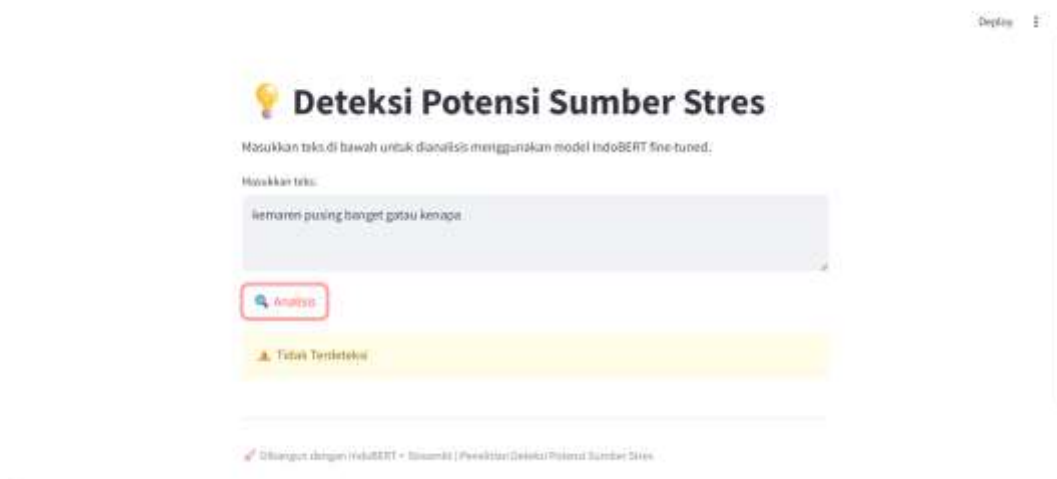 Deploy
Deteksi Potensi Sumber Stres
Masukkan teks di bawah untuk dianalisis menggunakan model IndoBERT fine-tuned.
Masukkan teks:
kemaren pusing banget gatau kenapa
Analisis
Tidak Terdeteksi
Dibangun dengan IndoBERT + Streamlit | Penelitian Deteksi Potensi Sumber Stres